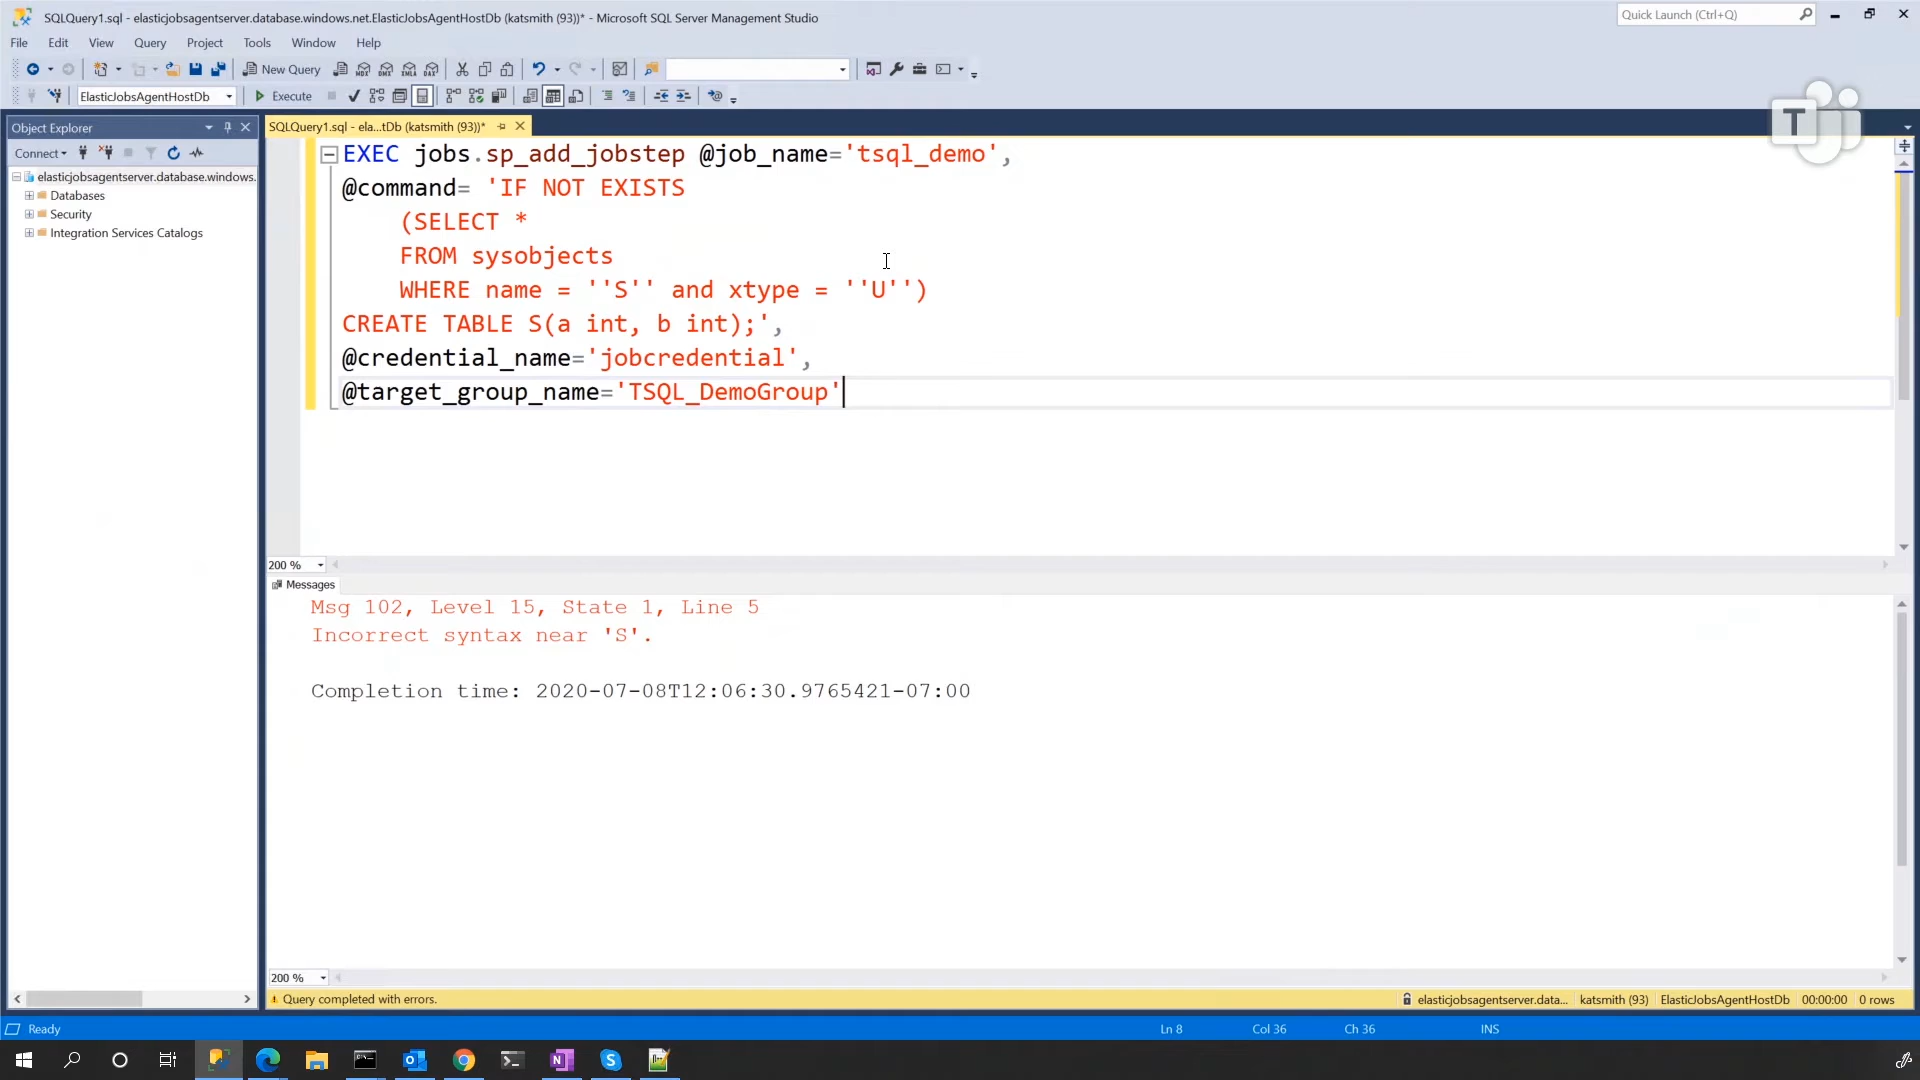 SQLQuery1.sql - elasticjobsagentserver.database.windows.net.ElasticJobsAgentHostDb (katsmith (93))* - Microsoft SQL Server Management Studio
Quick Launch (Ctrl+Q)
File Edit View Query Project Tools Window Help
New Query
ElasticJobsAgentHostDb
Execute
T
Object Explorer
SQLQuery1.sql - ela...tDb (katsmith (93))*
Connect
elasticjobsagentserver.database.windows.
Databases
Security
Integration Services Catalogs
EXEC jobs.sp_add_jobstep @job_name='tsql_demo',
@command= 'IF NOT EXISTS
(SELECT *
FROM sysobjects
WHERE name = ''S'' and xtype = ''U'')
CREATE TABLE S(a int, b int);',
@credential_name='jobcredential',
@target_group_name='TSQL_DemoGroup'
200 %
Messages
Msg 102, Level 15, State 1, Line 5
Incorrect syntax near 'S'.
Completion time: 2020-07-08T12:06:30.9765421-07:00
200 %
Query completed with errors.
elasticjobsagentserver.data... katsmith (93) ElasticJobsAgentHostDb 00:00:00 0 rows
Ready
Ln 8 Col 36 Ch 36 INS